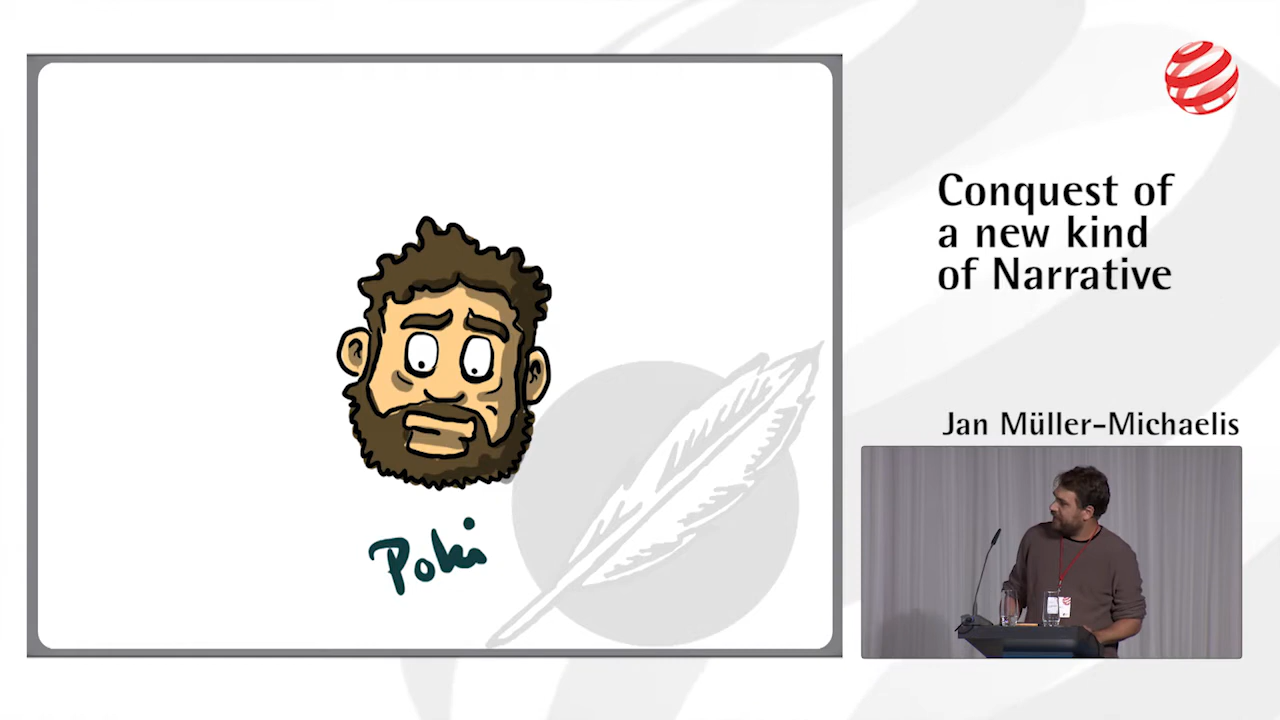 Conquest of
a new kind
of Narrative
Jan Müller-Michaelis
Poki